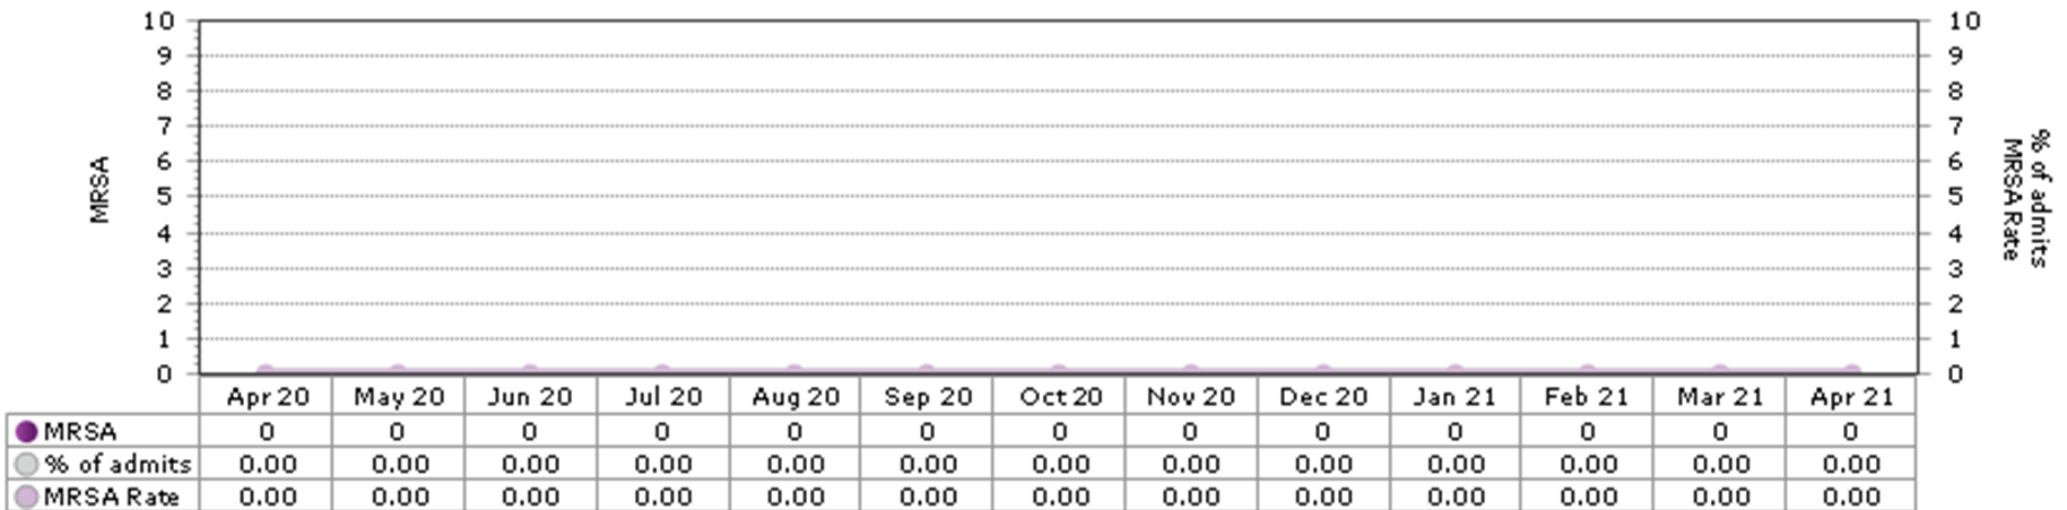 10 10
9 9
8 8
7 7
6 6
5 5
4 4
3 3
2 2
1 1
0 0
MRSA
% of admits
MRSA Rate
Apr 20 May 20 Jun 20 Jul 20 Aug 20 Sep 20 Oct 20 Nov 20 Dec 20 Jan 21 Feb 21 Mar 21 Apr 21
MRSA 0 0 0 0 0 0 0 0 0 0 0 0 0
% of admits 0.00 0.00 0.00 0.00 0.00 0.00 0.00 0.00 0.00 0.00 0.00 0.00 0.00
MRSA Rate 0.00 0.00 0.00 0.00 0.00 0.00 0.00 0.00 0.00 0.00 0.00 0.00 0.00